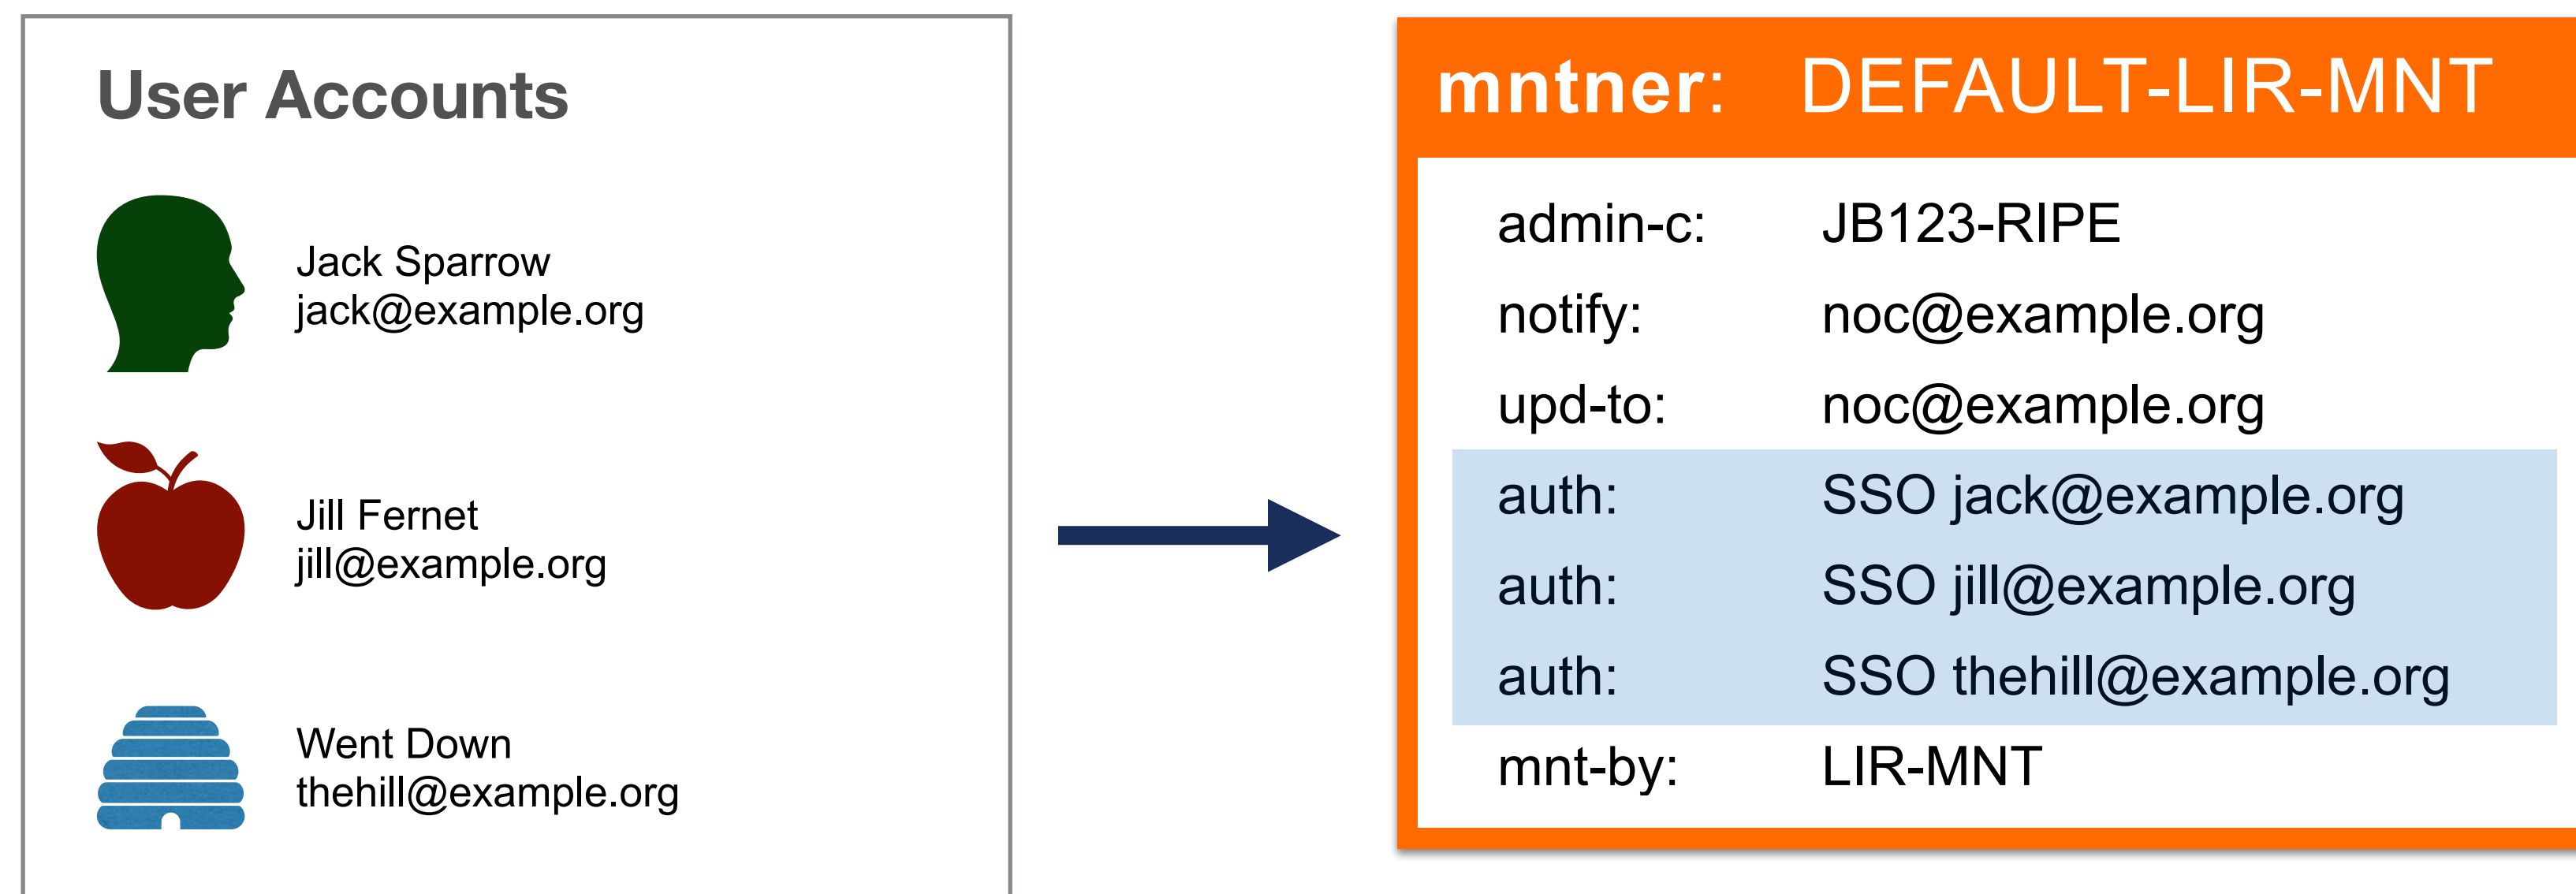 User Accounts
Jack Sparrow
jack@example.org
Jill Fernet
jill@example.org
Went Down
thehill@example.org
mntner: DEFAULT-LIR-MNT
admin-c: JB123-RIPE
notify: noc@example.org
upd-to: noc@example.org
auth: SSO jack@example.org
auth: SSO jill@example.org
auth: SSO thehill@example.org
mnt-by: LIR-MNT